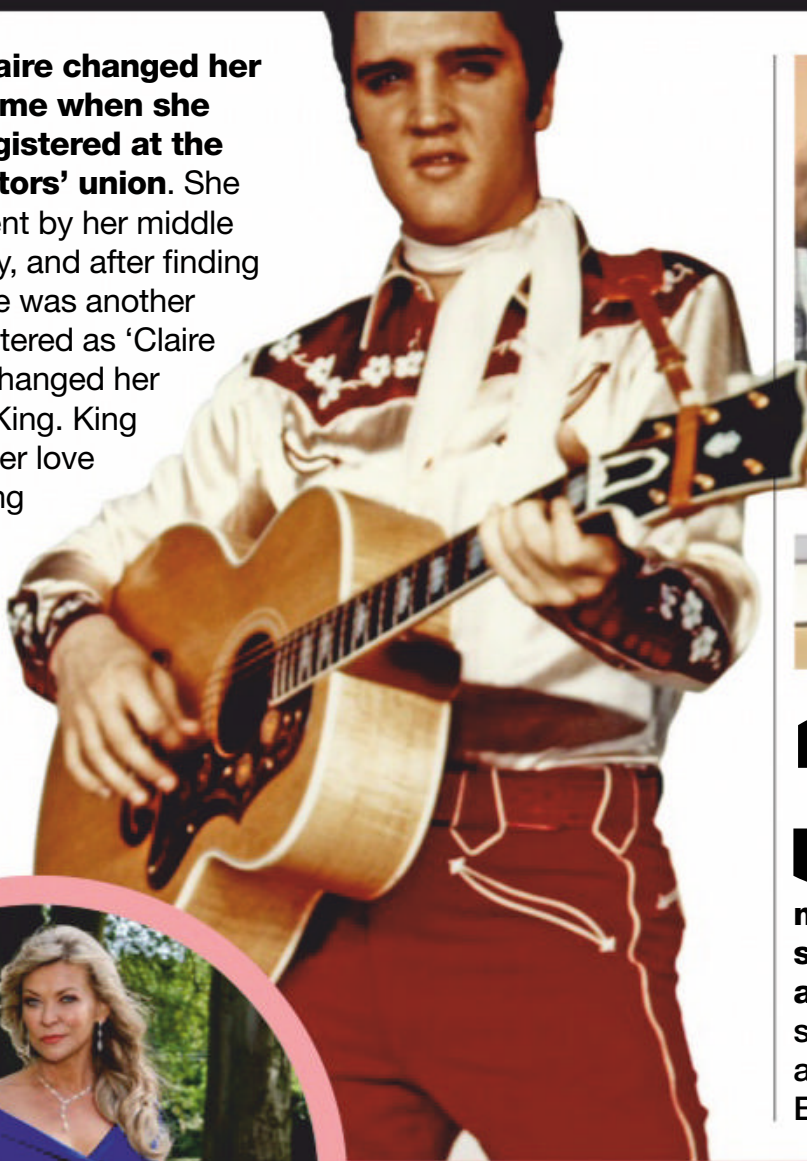 aire changed her
me when she
gistered at the
tors' union. She
ent by her middle
y, and after finding
e was another
tered as ‘Claire
hanged her
King. King
er love
ng
n
s
a
s
a
E